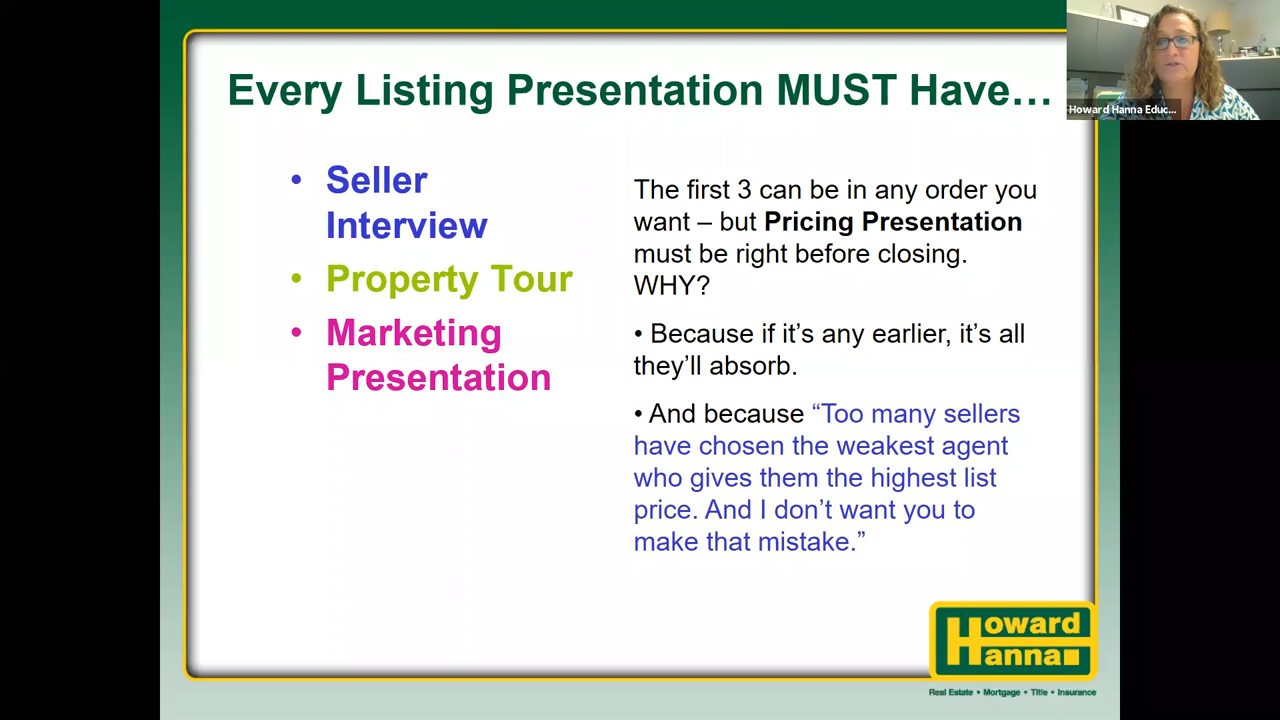 Every Listing Presentation MUST Have…
Howard Hanna Educ...
• Seller
Interview
• Property Tour
• Marketing
Presentation
The first 3 can be in any order you
want – but Pricing Presentation
must be right before closing.
WHY?
• Because if it’s any earlier, it’s all
they’ll absorb.
• And because “Too many sellers
have chosen the weakest agent
who gives them the highest list
price. And I don’t want you to
make that mistake.”
Howard
Hanna
Real Estate • Mortgage • Title • Insurance